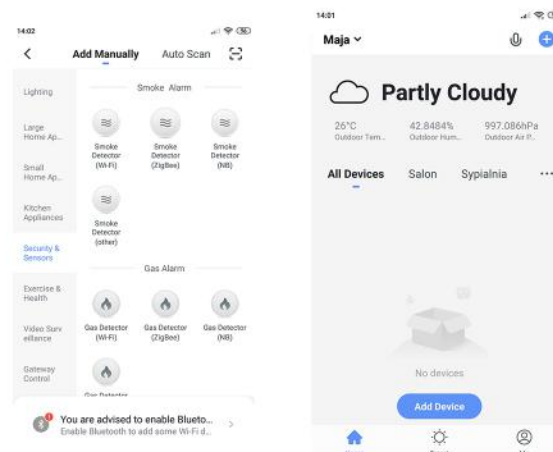 14:02
Add Manually Auto Scan
Lighting
Large
Home Ap...
Small
Home Ap...
Kitchen
Appliances
Security &
Sensors
Exercise &
Health
Video Surv
eillance
Gateway
Control
Smoke Alarm
Smoke
Detector
(Wi-Fi)
Smoke
Detector
(ZigBee)
Smoke
Detector
(NB)
Smoke
Detector
(other)
Gas Alarm
Gas Detector
(Wi-Fi)
Gas Detector
(ZigBee)
Gas Detector
(NB)
Gas Detector
You are advised to enable Blueto...
Enable Bluetooth to add some Wi-Fi d...
14:01
Maja
Partly Cloudy
26°C 42.8484% 997.086hPa
Outdoor Tem... Outdoor Hum... Outdoor Air P...
All Devices Salon Sypialnia ...
No devices
Add Device